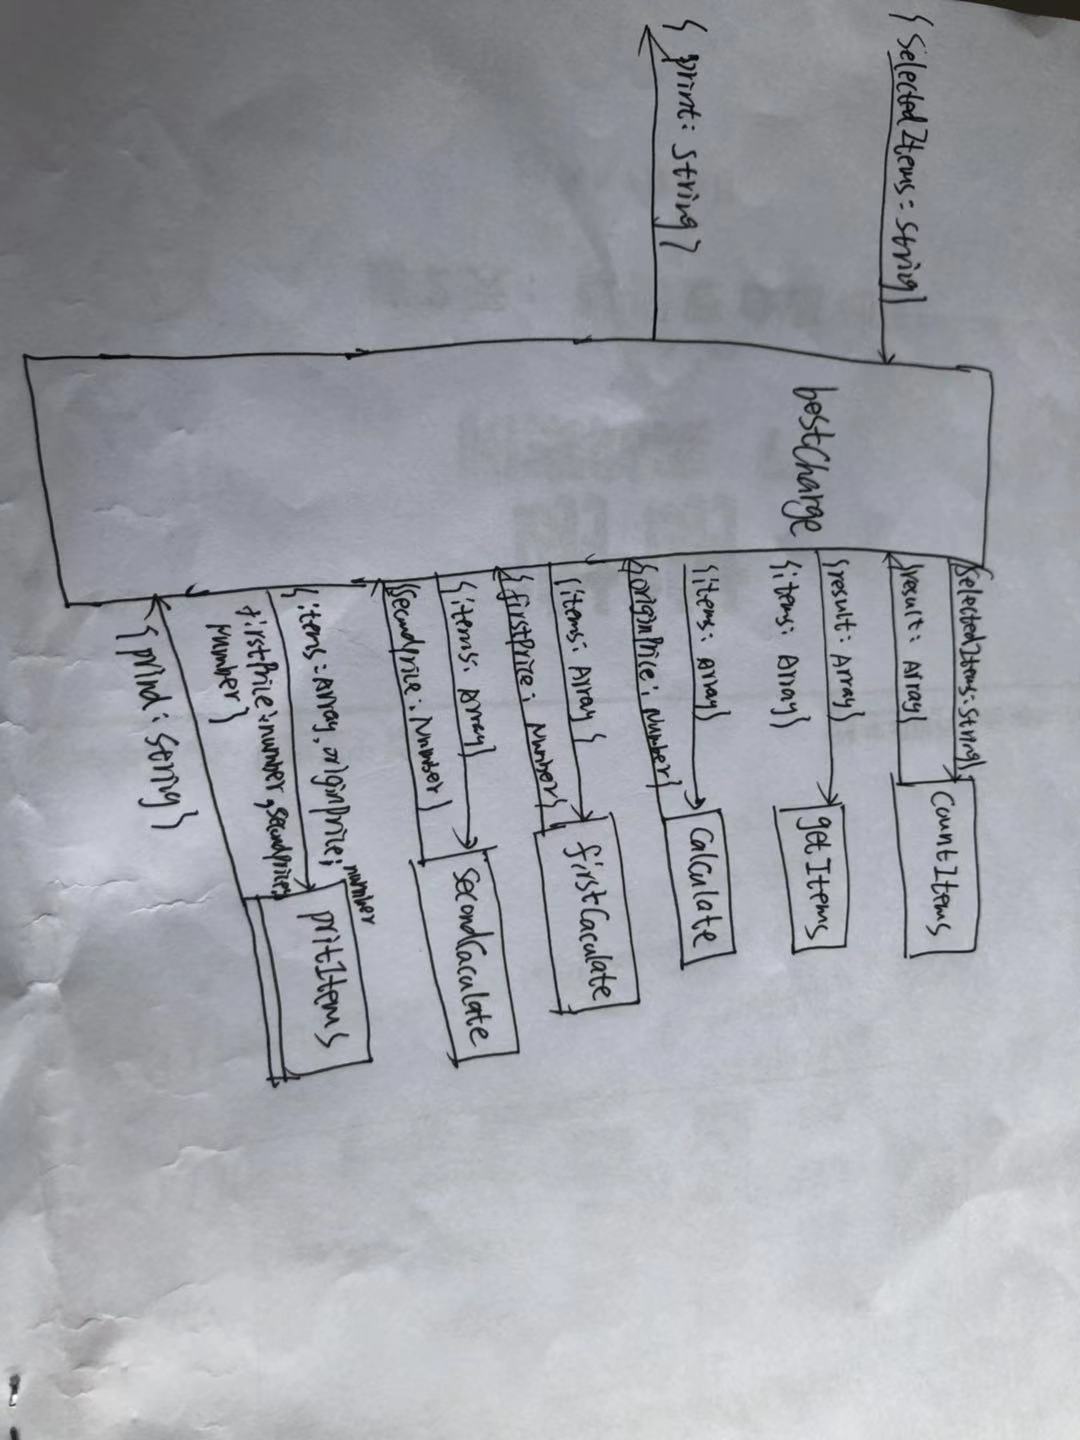 {SelectedItems: String}
bestCharge
{print: String}
{SelectedItems: String}
countItems
{result: Array}
{result: Array}
getItems
{items: Array}
{items: Array}
Calculate
{originPrice: Number}
{items: Array}
firstCaculate
{firstPrice: Number}
{items: Array}
SecondCaculate
{SecondPrice: Number}
{items: Array, originPrice: number
pritItems
firstPrice: number, SecondPrice:
Number}
{prind: String}